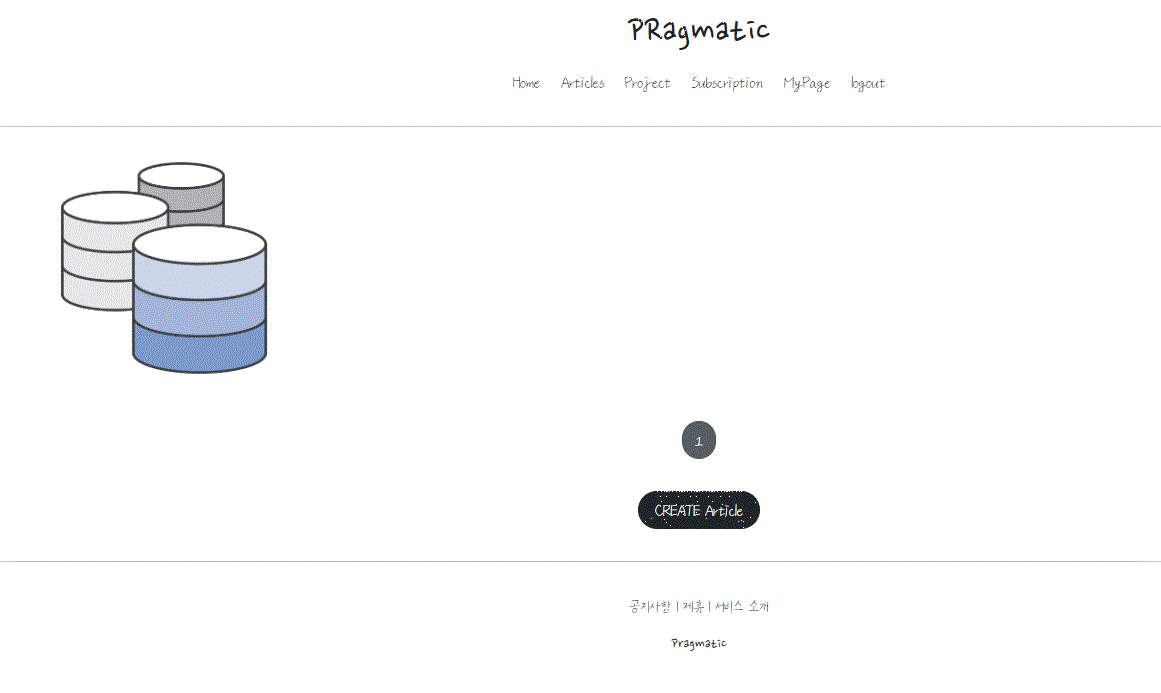 PRagmatic
Home Articles Project Subscription MyPage logout
1
CREATE Article
공지사항 | 제휴 | 서비스 소개
Pragmatic